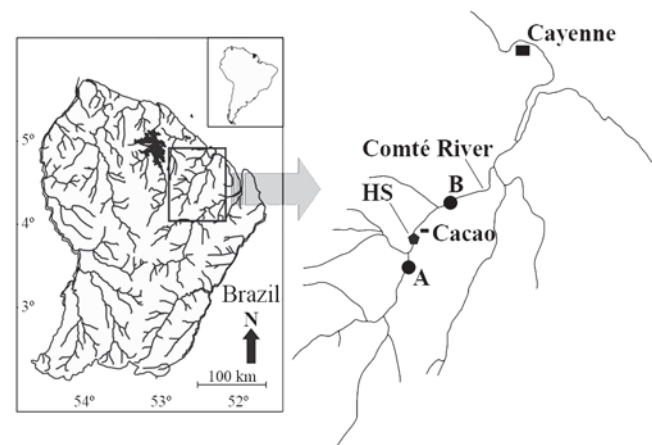 5°
4°
3°
Brazil
N
100 km
54°
53°
52°
Cayenne
Comté River
B
HS
Cacao
A